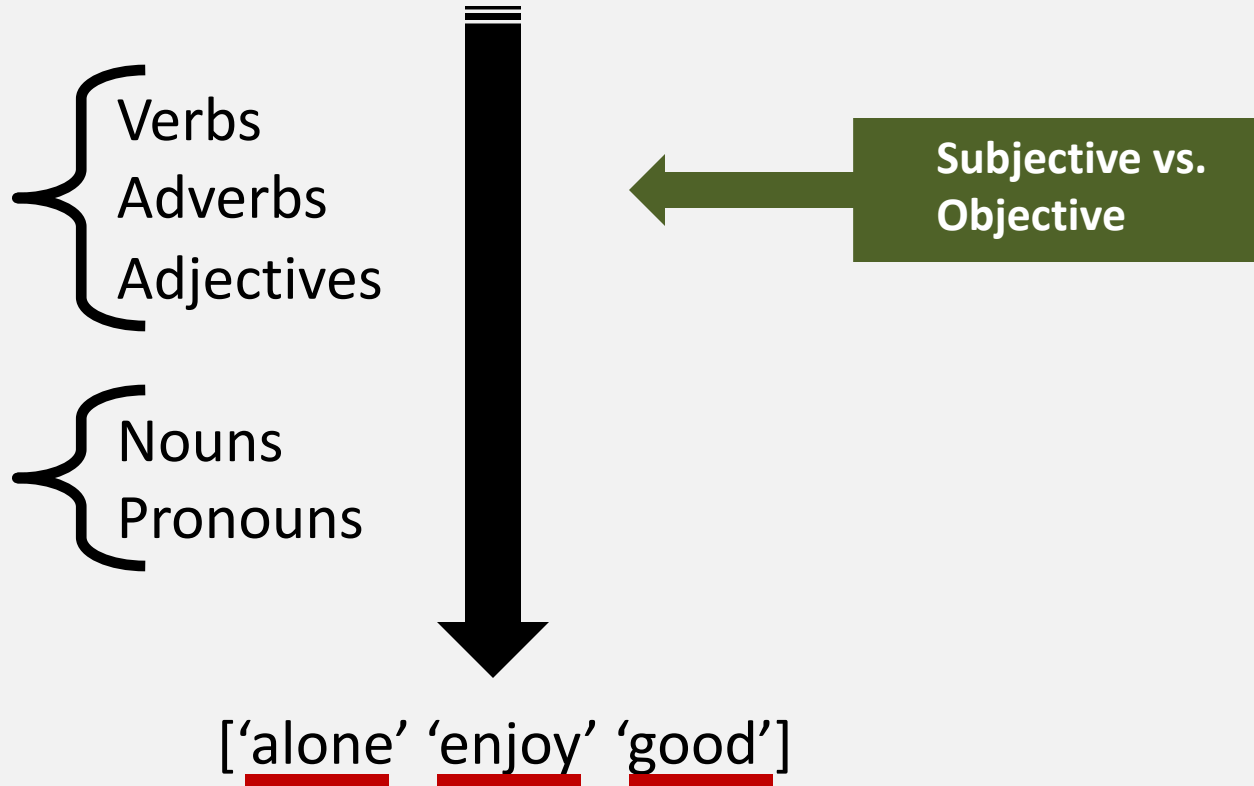 Verbs
Adverbs
Adjectives
Subjective vs.
Objective
Nouns
Pronouns
[‘alone’ ‘enjoy’ ‘good’]